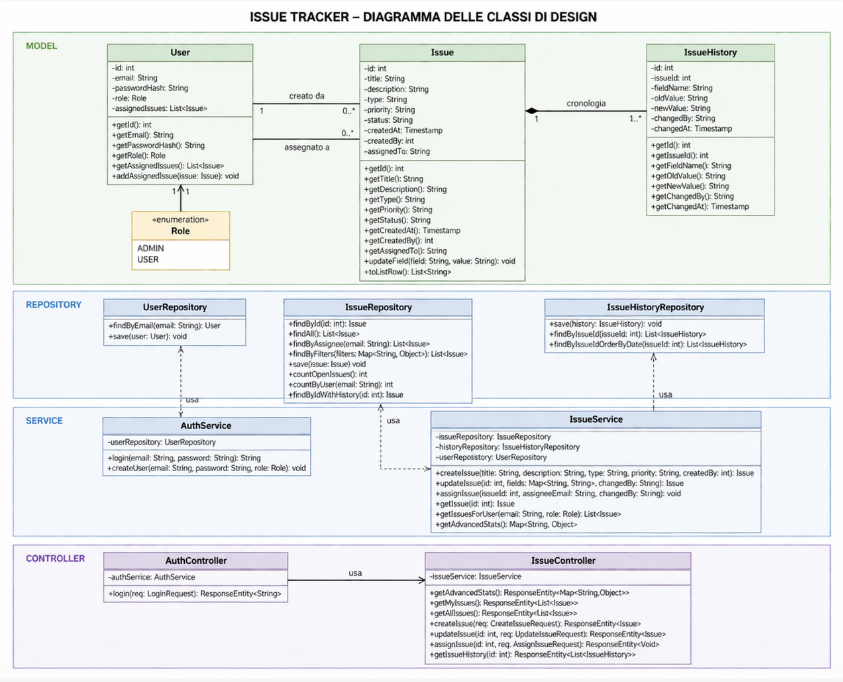 ISSUE TRACKER – DIAGRAMMA DELLE CLASSI DI DESIGN
MODEL
User
-id: int
-email: String
-passwordHash: String
-role: Role
-assignedIssues: List<Issue>
+getId(): int
+getEmail(): String
+getPasswordHash(): String
+getRole(): Role
+getAssignedIssues(): List<Issue>
+addAssignedIssue(issue: Issue): void
creato da
1
0..*
0..*
assegnato a
1
1
«enumeration»
Role
ADMIN
USER
Issue
-id: int
-title: String
-description: String
-type: String
-priority: String
-status: String
-createdAt: Timestamp
-createdBy: int
-assignedTo: String
+getId(): int
+getTitle(): String
+getDescription(): String
+getType(): String
+getPriority(): String
+getStatus(): String
+getCreatedAt(): Timestamp
+getCreatedBy(): int
+getAssignedTo(): String
+updateField(field: String, value: String): void
+toListRow(): List<String>
cronologia
1
1..*
IssueHistory
-id: int
-issueId: int
-fieldName: String
-oldValue: String
-newValue: String
-changedBy: String
-changedAt: Timestamp
+getId(): int
+getIssueId(): int
+getFieldName(): String
+getOldValue(): String
+getNewValue(): String
+getChangedBy(): String
+getChangedAt(): Timestamp
REPOSITORY
UserRepository
+findByEmail(email: String): User
+save(user: User): void
IssueRepository
+findById(id: int): Issue
+findAll(): List<Issue>
+findByAssignee(email: String): List<Issue>
+findByFilters(filters: Map<String, Object>): List<Issue>
+save(issue: Issue) void
+countOpenIssues(): int
+countByUser(email: String): int
+findByIdWithHistory(id: int): Issue
IssueHistoryRepository
+save(history: IssueHistory): void
+findByIssueId(issueId: int): List<IssueHistory>
+findByIssueIdOrderByDate(issueId: int): List<IssueHistory>
usa
usa
usa
SERVICE
AuthService
-userRepository: UserRepository
+login(email: String, password: String): String
+createUser(email: String, password: String, role: Role): void
IssueService
-issueRepository: IssueRepository
-historyRepository: IssueHistoryRepository
-userRepository: UserRepository
+createIssue(title: String, description: String, type: String, priority: String, createdBy: int): Issue
+updateIssue(id: int, fields: Map<String, String>, changedBy: String): Issue
+assignIssue(issueId: int, assigneeEmail: String, changedBy: String): void
+getIssue(id: int): Issue
+getIssuesForUser(email: String, role: Role): List<Issue>
+getAdvancedStats(): Map<String, Object>
CONTROLLER
AuthController
-authSerrice: AuthService
+login(req: LoginRequest): ResponseEntity<String>
usa
IssueController
-issueService: IssueService
+getAdvancedStats(): ResponseEntity<Map<String,Object>>
+getMyIssues(): ResponseEntity<List<Issue>>
+getAllIssues(): ResponseEntity<List<Issue>>
+createIssue(req: CreateIssueRequest): ResponseEntity<Issue>
+updateIssue(id: int, req: UpdateIssueRequest): ResponseEntity<Issue>
+assignIssue(id: int, req. AssignIssueRequest): ResponseEntity<Void>
+getIssueHistory(id: int): ResponseEntity<List<IssueHistory>>